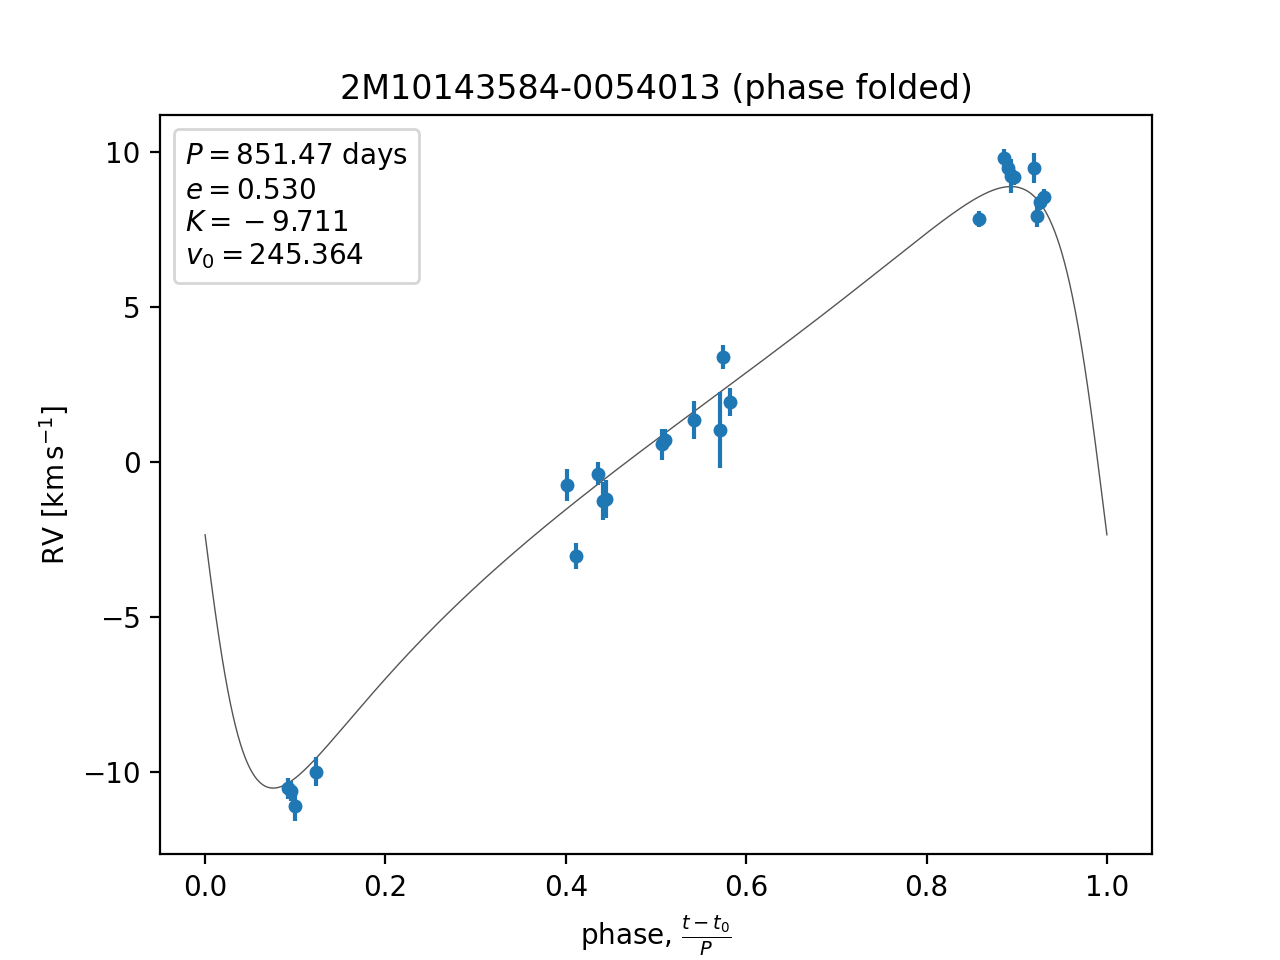 2M10143584-0054013 (phase folded)
P = 851.47 days
e = 0.530
K = −9.711
v₀ = 245.364
10
5
0
−5
−10
RV [km s⁻¹]
0.0 0.2 0.4 0.6 0.8 1.0
phase, (t − t₀)/P